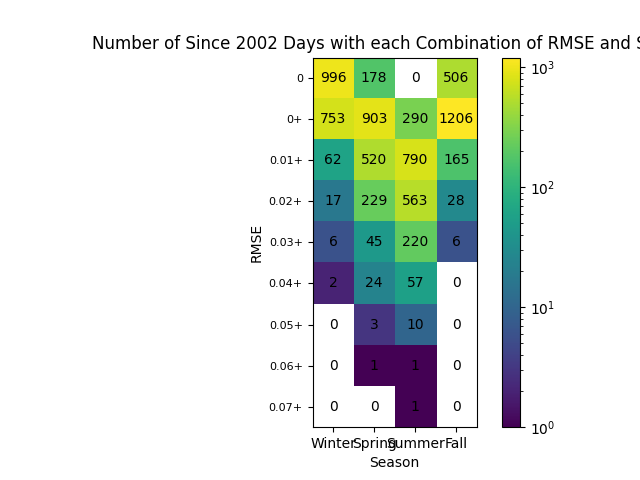 Number of Since 2002 Days with each Combination of RMSE and S
0 996 178 0 506
0+ 753 903 290 1206
0.01+ 62 520 790 165
0.02+ 17 229 563 28
0.03+ 6 45 220 6
0.04+ 2 24 57 0
0.05+ 0 3 10 0
0.06+ 0 1 1 0
0.07+ 0 0 1 0
RMSE
Winter Spring Summer Fall
Season
10³
10²
10¹
10⁰